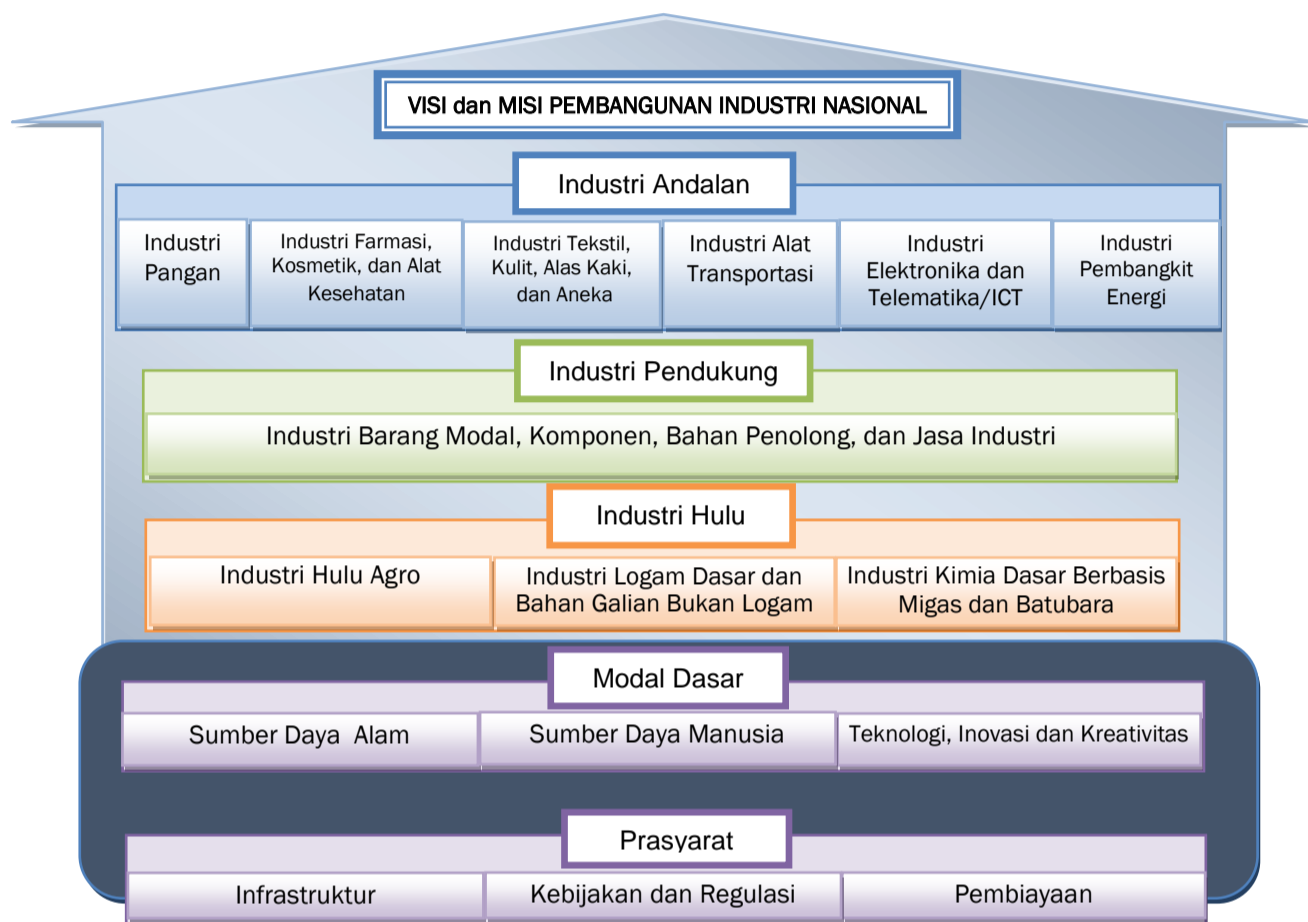 VISI dan MISI PEMBANGUNAN INDUSTRI NASIONAL
Industri Andalan
Industri
Pangan
Industri Farmasi,
Kosmetik, dan Alat
Kesehatan
Industri Tekstil,
Kulit, Alas Kaki,
dan Aneka
Industri Alat
Transportasi
Industri
Elektronika dan
Telematika/ICT
Industri
Pembangkit
Energi
Industri Pendukung
Industri Barang Modal, Komponen, Bahan Penolong, dan Jasa Industri
Industri Hulu
Industri Hulu Agro
Industri Logam Dasar dan
Bahan Galian Bukan Logam
Industri Kimia Dasar Berbasis
Migas dan Batubara
Modal Dasar
Sumber Daya Alam
Sumber Daya Manusia
Teknologi, Inovasi dan Kreativitas
Prasyarat
Infrastruktur
Kebijakan dan Regulasi
Pembiayaan